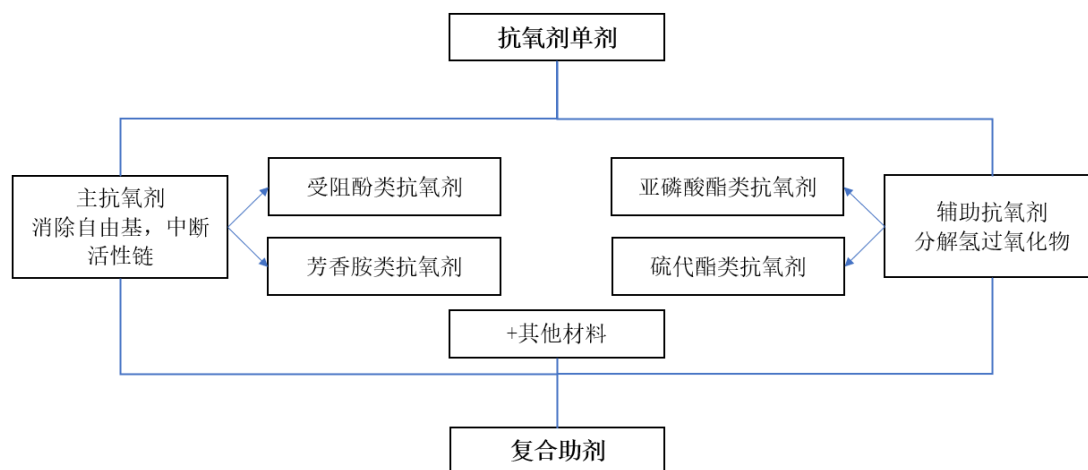 抗氧剂单剂
主抗氧剂
消除自由基，中断
活性链
受阻酚类抗氧剂
芳香胺类抗氧剂
亚磷酸酯类抗氧剂
硫代酯类抗氧剂
辅助抗氧剂
分解氢过氧化物
+其他材料
复合助剂